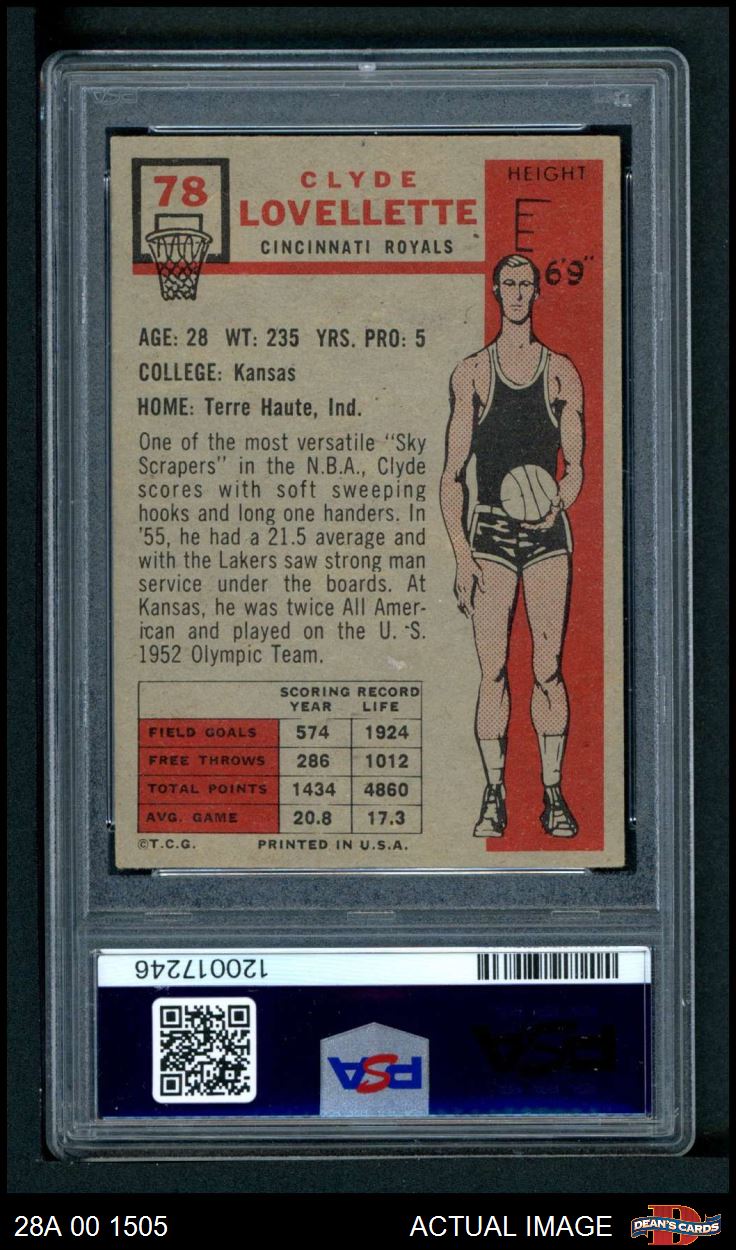 78
CLYDE
LOVELLETTE
CINCINNATI ROYALS
HEIGHT
6'9"
AGE: 28 WT: 235 YRS. PRO: 5
COLLEGE: Kansas
HOME: Terre Haute, Ind.
One of the most versatile "Sky
Scrapers" in the N.B.A., Clyde
scores with soft sweeping
hooks and long one handers. In
'55, he had a 21.5 average and
with the Lakers saw strong man
service under the boards. At
Kansas, he was twice All Amer-
ican and played on the U. S.
1952 Olympic Team.
SCORING RECORD
YEAR LIFE
FIELD GOALS 574 1924
FREE THROWS 286 1012
TOTAL POINTS 1434 4860
AVG. GAME 20.8 17.3
©T.C.G. PRINTED IN U.S.A.
120017246
PSA
PSA
28A 00 1505
ACTUAL IMAGE
DEAN'S CARDS